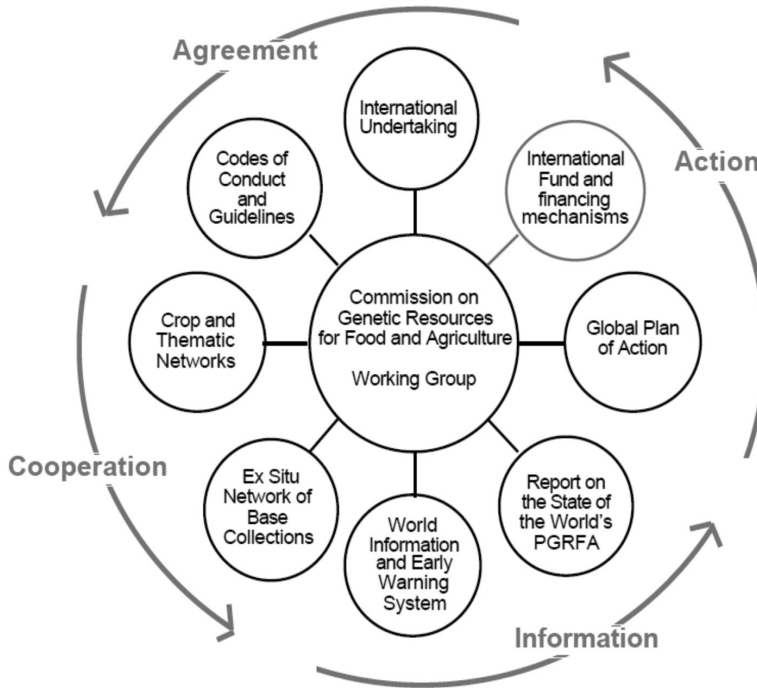 Agreement
International
Undertaking
Codes of
Conduct
and
Guidelines
International
Fund and
financing
mechanisms
Action
Crop and
Thematic
Networks
Commission on
Genetic Resources
for Food and Agriculture
Working Group
Global Plan
of Action
Cooperation
Ex Situ
Network of
Base
Collections
World
Information
and Early
Warning
System
Report on
the State of
the World's
PGRFA
Information